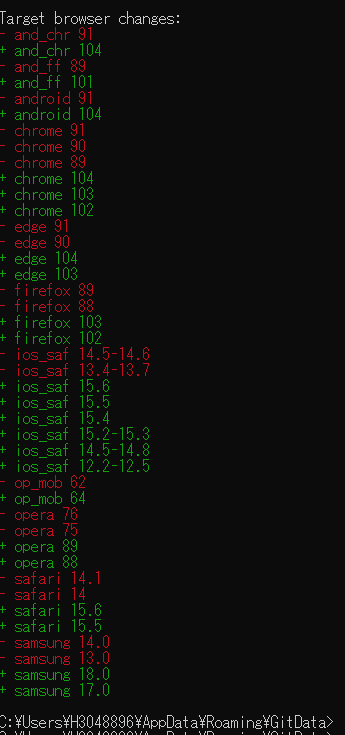 Target browser changes:
- and_chr 91
+ and_chr 104
- and_ff 89
+ and_ff 101
- android 91
+ android 104
- chrome 91
- chrome 90
- chrome 89
+ chrome 104
+ chrome 103
+ chrome 102
- edge 91
- edge 90
+ edge 104
+ edge 103
- firefox 89
- firefox 88
+ firefox 103
+ firefox 102
- ios_saf 14.5-14.6
- ios_saf 13.4-13.7
+ ios_saf 15.6
+ ios_saf 15.5
+ ios_saf 15.4
+ ios_saf 15.2-15.3
+ ios_saf 14.5-14.8
+ ios_saf 12.2-12.5
- op_mob 62
+ op_mob 64
- opera 76
- opera 75
+ opera 89
+ opera 88
- safari 14.1
- safari 14
+ safari 15.6
+ safari 15.5
- samsung 14.0
- samsung 13.0
+ samsung 18.0
+ samsung 17.0
C:¥Users¥H3048896¥AppData¥Roaming¥GitData>